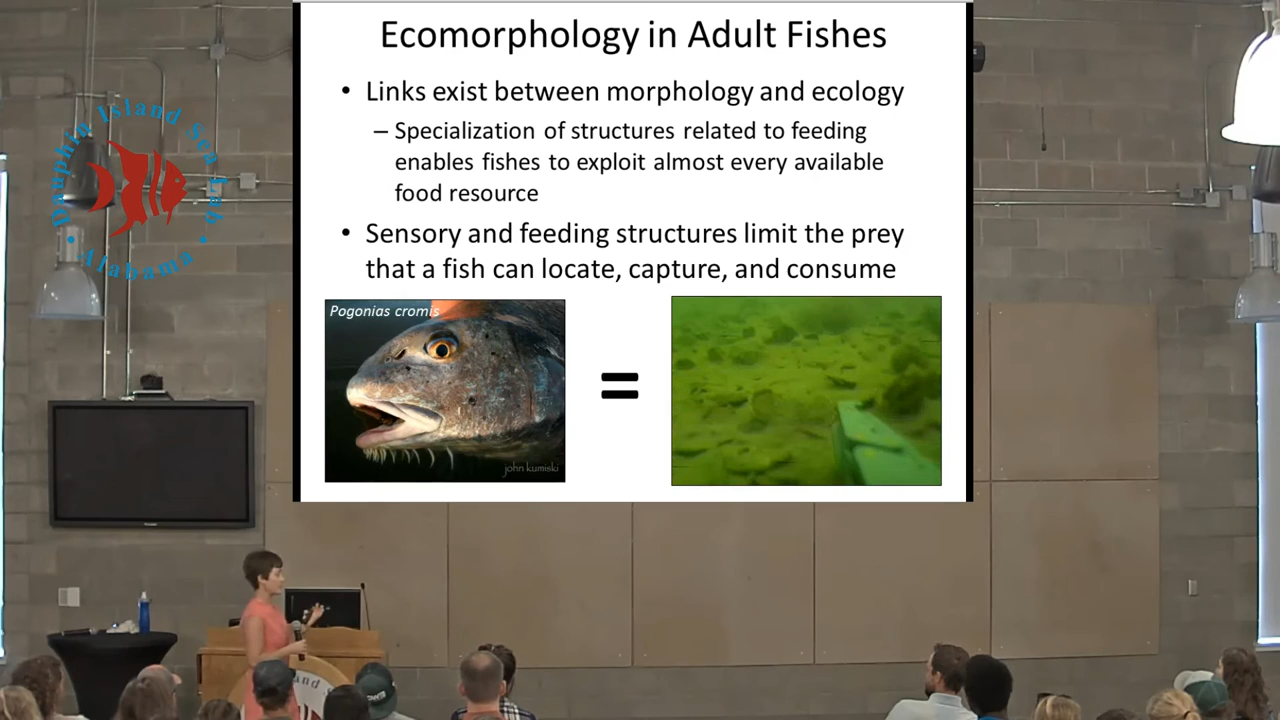 Ecomorphology in Adult Fishes
• Links exist between morphology and ecology
– Specialization of structures related to feeding
enables fishes to exploit almost every available
food resource
• Sensory and feeding structures limit the prey
that a fish can locate, capture, and consume
Pogonias cromis
=
john kumiski
Dauphin Island Sea Lab
• Alabama •
and S